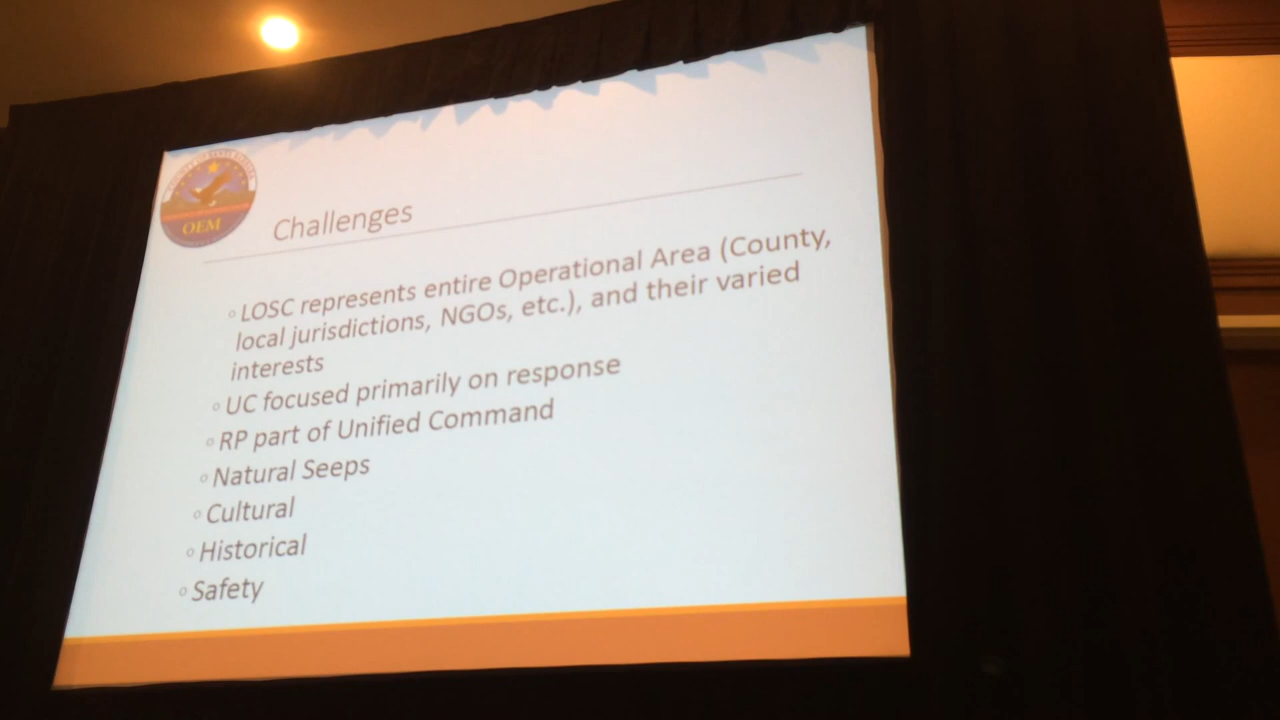 OEM
Challenges
◦ LOSC represents entire Operational Area (County,
local jurisdictions, NGOs, etc.), and their varied
interests
◦ UC focused primarily on response
◦ RP part of Unified Command
◦ Natural Seeps
◦ Cultural
◦ Historical
◦ Safety